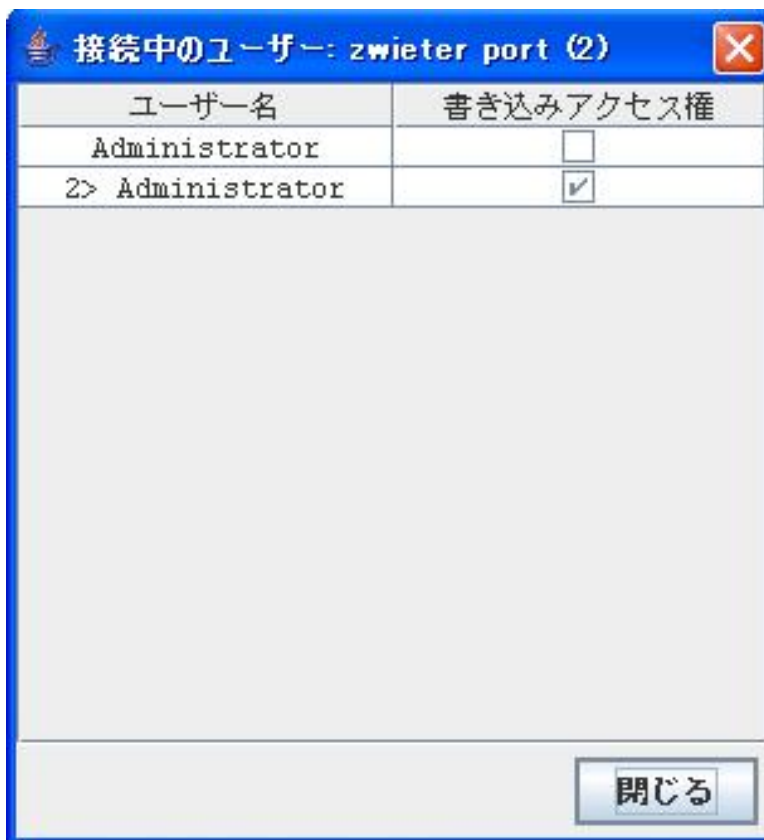 接続中のユーザー: zwieter port (2)
ユーザー名 書き込みアクセス権
Administrator
2> Administrator
閉じる